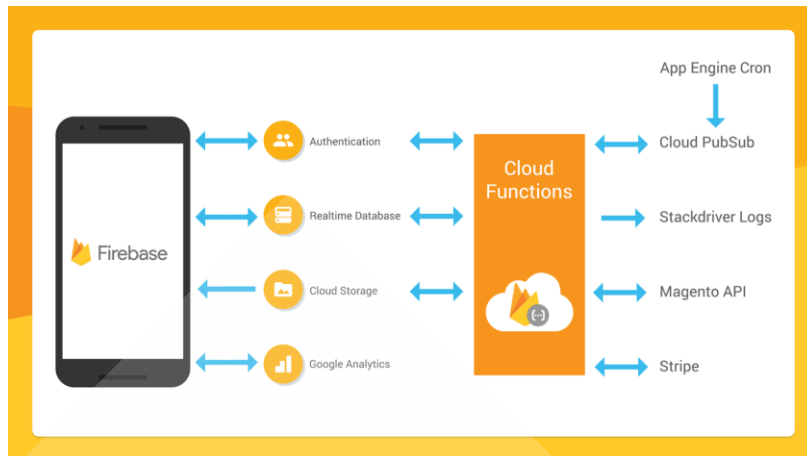 App Engine Cron
Authentication
Cloud PubSub
Cloud
Functions
Realtime Database
Stackdriver Logs
Firebase
Cloud Storage
Magento API
Google Analytics
Stripe